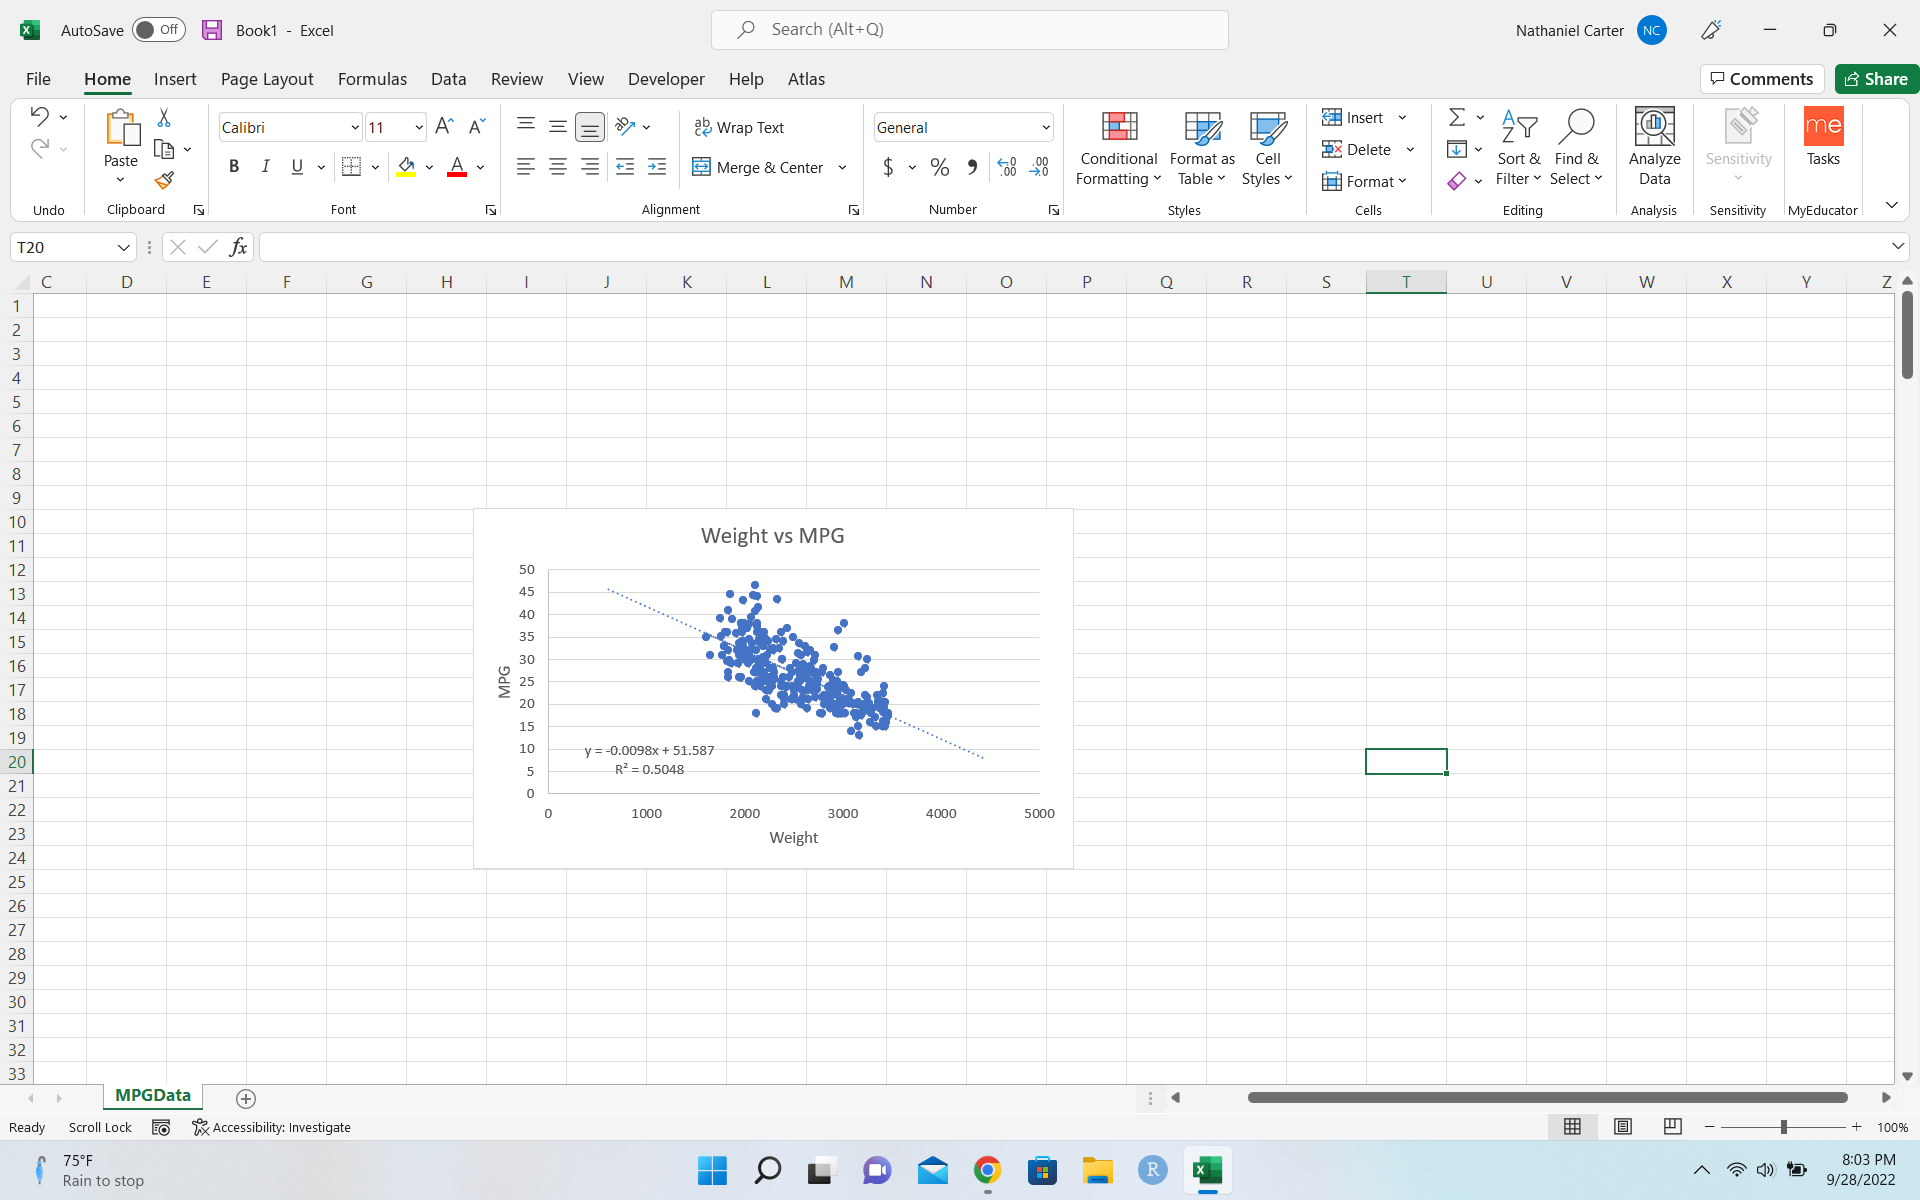 AutoSave Off Book1 - Excel Search (Alt+Q) Nathaniel Carter NC
File Home Insert Page Layout Formulas Data Review View Developer Help Atlas Comments Share
Calibri 11 A^ Aˇ ab Wrap Text General Insert Σ A Z me
Paste B I U A Merge & Center $ % , .00 Conditional Formatting Format as Table Cell Styles Delete Format Sort & Filter Find & Select Analyze Data Sensitivity Tasks
Undo Clipboard Font Alignment Number Styles Cells Editing Analysis Sensitivity MyEducator
T20 fx
C D E F G H I J K L M N O P Q R S T U V W X Y Z
1
2
3
4
5
6
7
8
9
10
11
12
13
14
15
16
17
18
19
20
21
22
23
24
25
26
27
28
29
30
31
32
33
Weight vs MPG
50
45
40
35
30
25
20
15
10
5
0
MPG
y = -0.0098x + 51.587
R² = 0.5048
0 1000 2000 3000 4000 5000
Weight
MPGData
Ready Scroll Lock Accessibility: Investigate 100%
75°F
Rain to stop
R
8:03 PM
9/28/2022